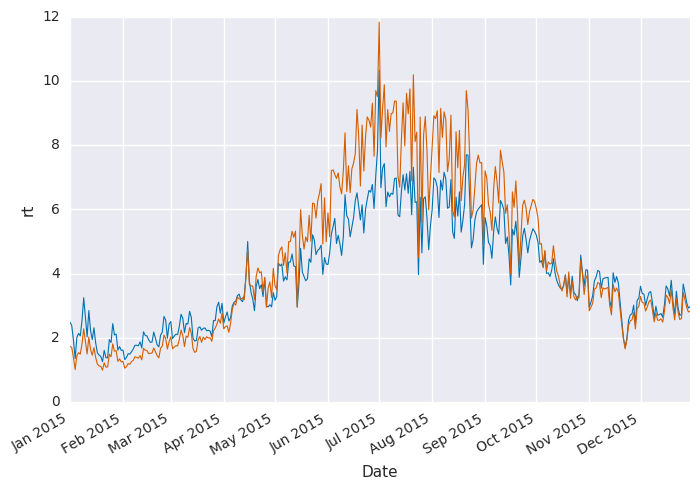 12
10
8
6
4
2
0
rt
Jan 2015
Feb 2015
Mar 2015
Apr 2015
May 2015
Jun 2015
Jul 2015
Aug 2015
Sep 2015
Oct 2015
Nov 2015
Dec 2015
Date